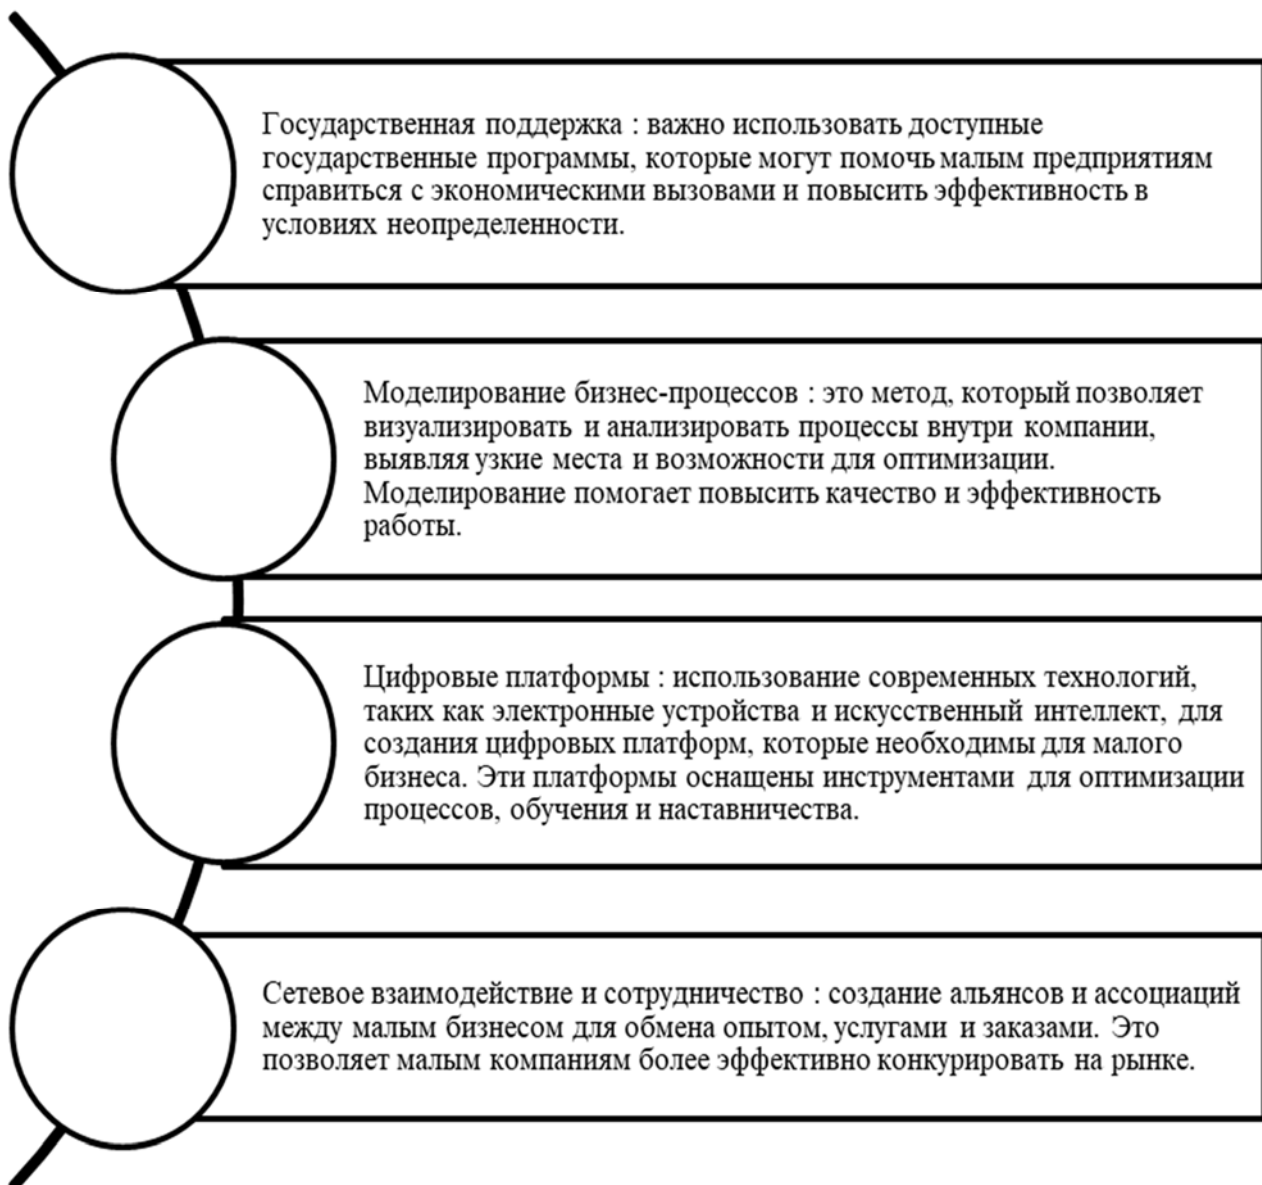 Государственная поддержка : важно использовать доступные
государственные программы, которые могут помочь малым предприятиям
справиться с экономическими вызовами и повысить эффективность в
условиях неопределенности.
Моделирование бизнес-процессов : это метод, который позволяет
визуализировать и анализировать процессы внутри компании,
выявляя узкие места и возможности для оптимизации.
Моделирование помогает повысить качество и эффективность
работы.
Цифровые платформы : использование современных технологий,
таких как электронные устройства и искусственный интеллект, для
создания цифровых платформ, которые необходимы для малого
бизнеса. Эти платформы оснащены инструментами для оптимизации
процессов, обучения и наставничества.
Сетевое взаимодействие и сотрудничество : создание альянсов и ассоциаций
между малым бизнесом для обмена опытом, услугами и заказами. Это
позволяет малым компаниям более эффективно конкурировать на рынке.